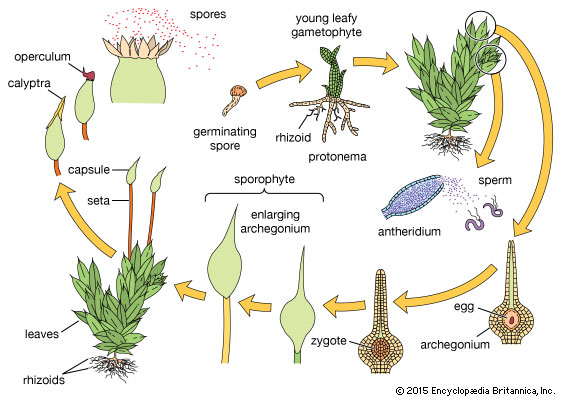 spores
operculum
calyptra
young leafy
gametophyte
germinating
spore
rhizoid
protonema
capsule
seta
sporophyte
enlarging
archegonium
sperm
antheridium
leaves
rhizoids
zygote
egg
archegonium
© 2015 Encyclopædia Britannica, Inc.